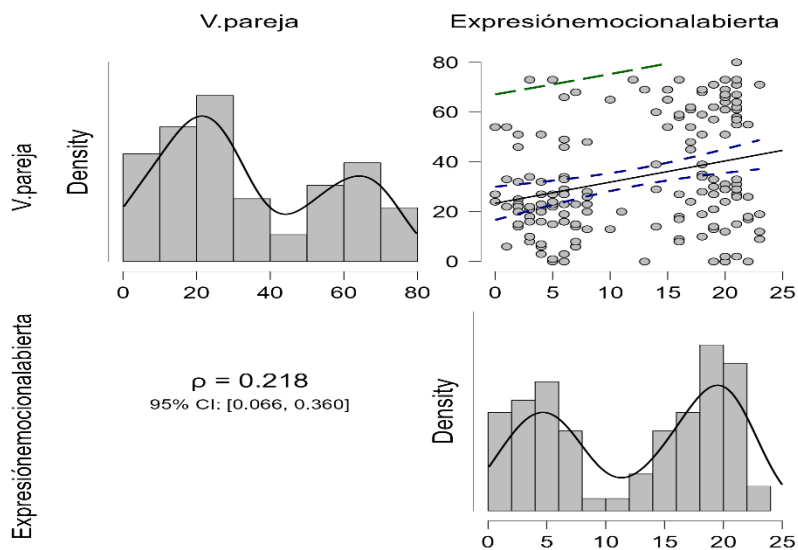 V.pareja
Expresiónemocionalabierta
V.pareja
Density
0
20
40
60
80
80
60
40
20
0
0
5
10
15
20
25
Expresiónemocionalabierta
ρ = 0.218
95% CI: [0.066, 0.360]
Density
0
5
10
15
20
25